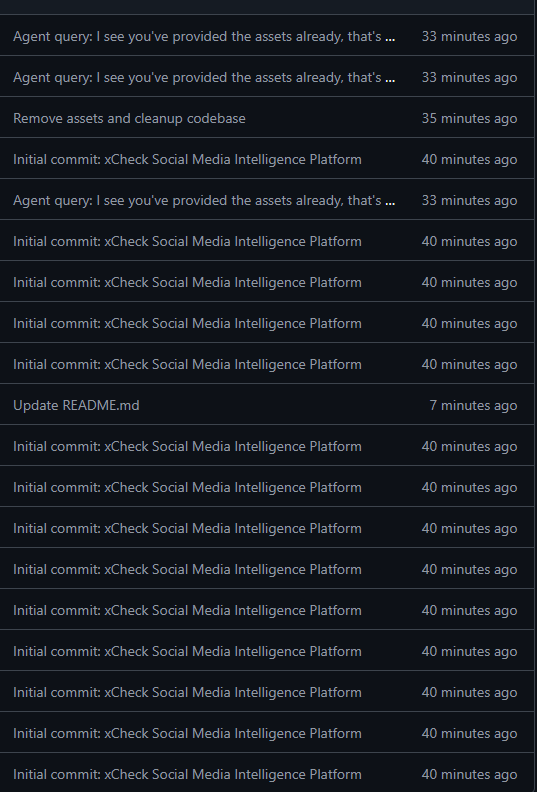 Agent query: I see you've provided the assets already, that's ... 33 minutes ago
Agent query: I see you've provided the assets already, that's ... 33 minutes ago
Remove assets and cleanup codebase 35 minutes ago
Initial commit: xCheck Social Media Intelligence Platform 40 minutes ago
Agent query: I see you've provided the assets already, that's ... 33 minutes ago
Initial commit: xCheck Social Media Intelligence Platform 40 minutes ago
Initial commit: xCheck Social Media Intelligence Platform 40 minutes ago
Initial commit: xCheck Social Media Intelligence Platform 40 minutes ago
Initial commit: xCheck Social Media Intelligence Platform 40 minutes ago
Update README.md 7 minutes ago
Initial commit: xCheck Social Media Intelligence Platform 40 minutes ago
Initial commit: xCheck Social Media Intelligence Platform 40 minutes ago
Initial commit: xCheck Social Media Intelligence Platform 40 minutes ago
Initial commit: xCheck Social Media Intelligence Platform 40 minutes ago
Initial commit: xCheck Social Media Intelligence Platform 40 minutes ago
Initial commit: xCheck Social Media Intelligence Platform 40 minutes ago
Initial commit: xCheck Social Media Intelligence Platform 40 minutes ago
Initial commit: xCheck Social Media Intelligence Platform 40 minutes ago
Initial commit: xCheck Social Media Intelligence Platform 40 minutes ago